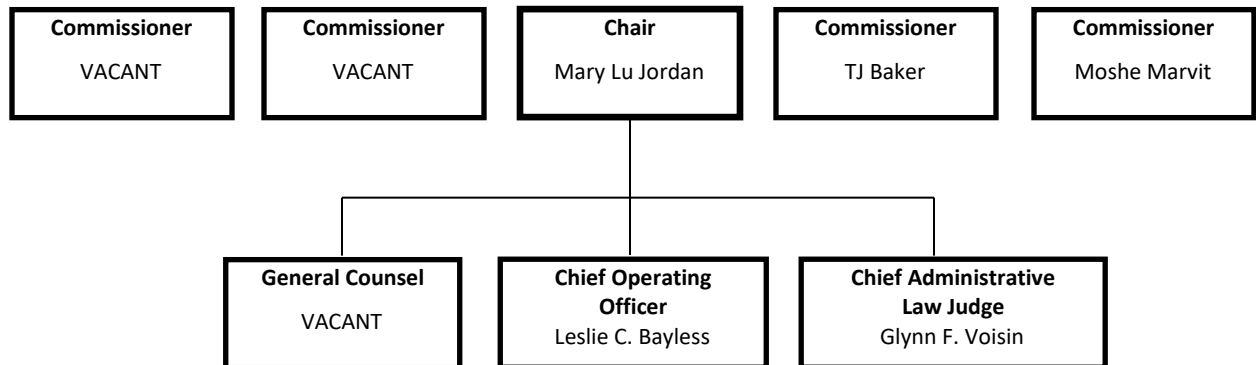 Commissioner
VACANT
Commissioner
VACANT
Chair
Mary Lu Jordan
Commissioner
TJ Baker
Commissioner
Moshe Marvit
General Counsel
VACANT
Chief Operating
Officer
Leslie C. Bayless
Chief Administrative
Law Judge
Glynn F. Voisin